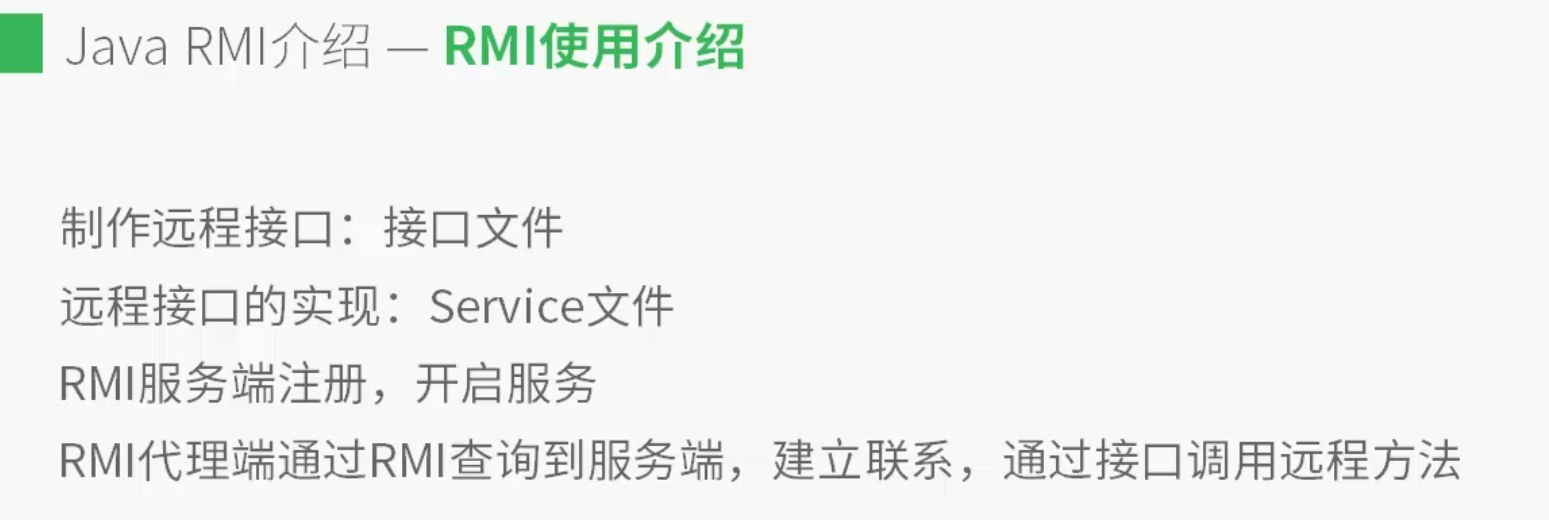 Java RMI介绍 — RMI使用介绍
制作远程接口：接口文件
远程接口的实现：Service文件
RMI服务端注册，开启服务
RMI代理端通过RMI查询到服务端，建立联系，通过接口调用远程方法